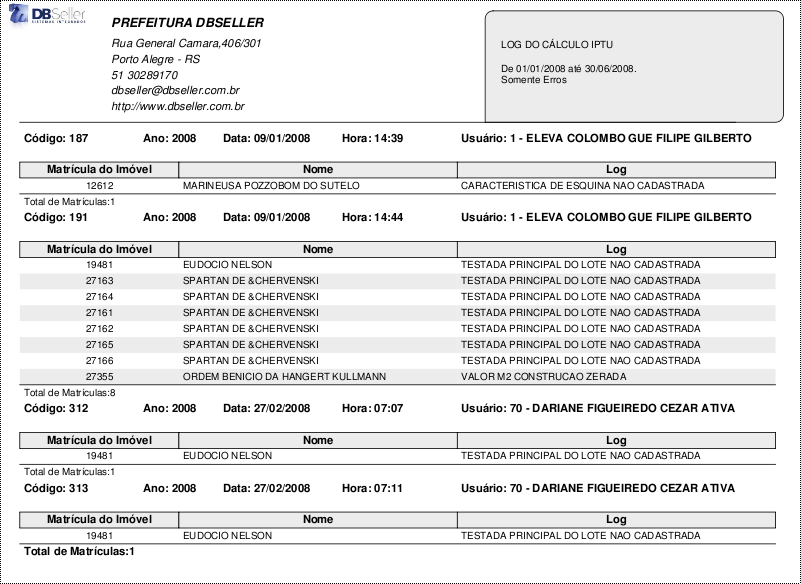 DBSeller
SISTEMAS INTEGRADOS
PREFEITURA DBSELLER
Rua General Camara,406/301
Porto Alegre - RS
51 30289170
dbseller@dbseller.com.br
http://www.dbseller.com.br
LOG DO CÁLCULO IPTU
De 01/01/2008 até 30/06/2008.
Somente Erros
Código: 187 Ano: 2008 Data: 09/01/2008 Hora: 14:39 Usuário: 1 - ELEVA COLOMBO GUE FILIPE GILBERTO
Matrícula do Imóvel Nome Log
12612 MARINEUSA POZZOBOM DO SUTELO CARACTERISTICA DE ESQUINA NAO CADASTRADA
Total de Matrículas:1
Código: 191 Ano: 2008 Data: 09/01/2008 Hora: 14:44 Usuário: 1 - ELEVA COLOMBO GUE FILIPE GILBERTO
Matrícula do Imóvel Nome Log
19481 EUDOCIO NELSON TESTADA PRINCIPAL DO LOTE NAO CADASTRADA
27163 SPARTAN DE &CHERVENSKI TESTADA PRINCIPAL DO LOTE NAO CADASTRADA
27164 SPARTAN DE &CHERVENSKI TESTADA PRINCIPAL DO LOTE NAO CADASTRADA
27161 SPARTAN DE &CHERVENSKI TESTADA PRINCIPAL DO LOTE NAO CADASTRADA
27162 SPARTAN DE &CHERVENSKI TESTADA PRINCIPAL DO LOTE NAO CADASTRADA
27165 SPARTAN DE &CHERVENSKI TESTADA PRINCIPAL DO LOTE NAO CADASTRADA
27166 SPARTAN DE &CHERVENSKI TESTADA PRINCIPAL DO LOTE NAO CADASTRADA
27355 ORDEM BENICIO DA HANGERT KULLMANN VALOR M2 CONSTRUCAO ZERADA
Total de Matrículas:8
Código: 312 Ano: 2008 Data: 27/02/2008 Hora: 07:07 Usuário: 70 - DARIANE FIGUEIREDO CEZAR ATIVA
Matrícula do Imóvel Nome Log
19481 EUDOCIO NELSON TESTADA PRINCIPAL DO LOTE NAO CADASTRADA
Total de Matrículas:1
Código: 313 Ano: 2008 Data: 27/02/2008 Hora: 07:11 Usuário: 70 - DARIANE FIGUEIREDO CEZAR ATIVA
Matrícula do Imóvel Nome Log
19481 EUDOCIO NELSON TESTADA PRINCIPAL DO LOTE NAO CADASTRADA
Total de Matrículas:1